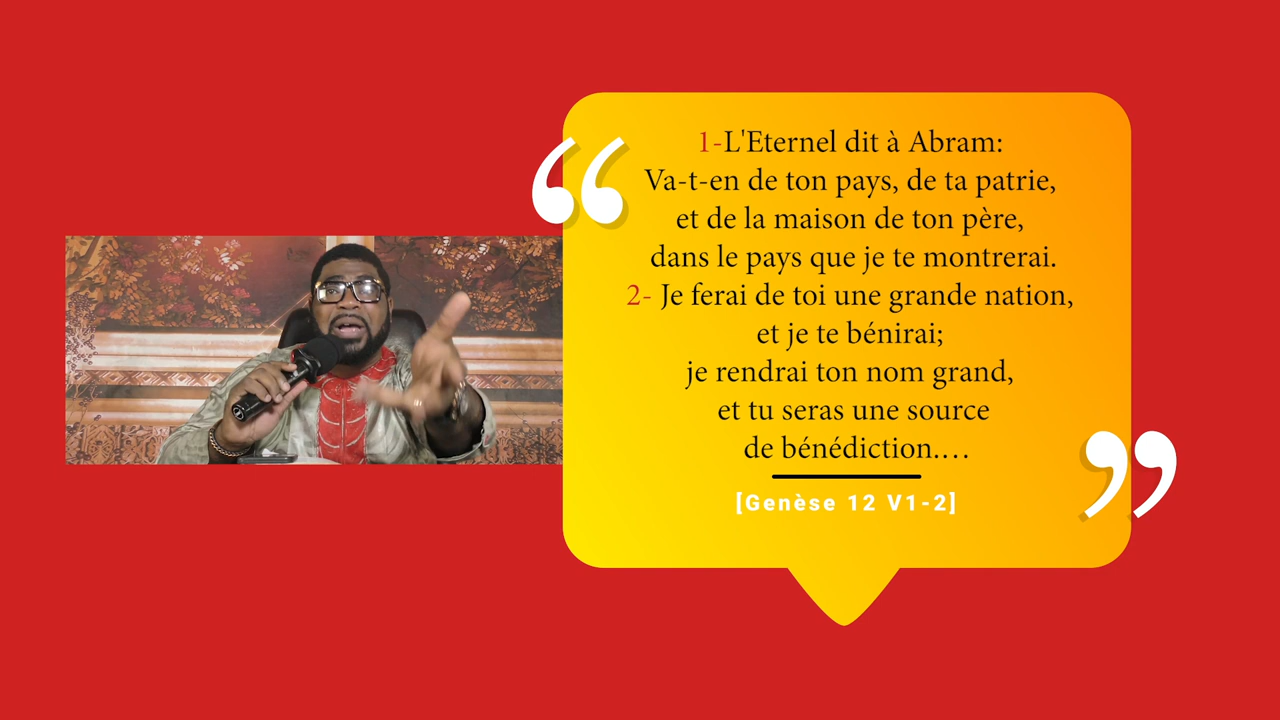 1-L'Eternel dit à Abram:
Va-t-en de ton pays, de ta patrie,
et de la maison de ton père,
dans le pays que je te montrerai.
2- Je ferai de toi une grande nation,
et je te bénirai;
je rendrai ton nom grand,
et tu seras une source
de bénédiction.…
[Genèse 12 V1-2]